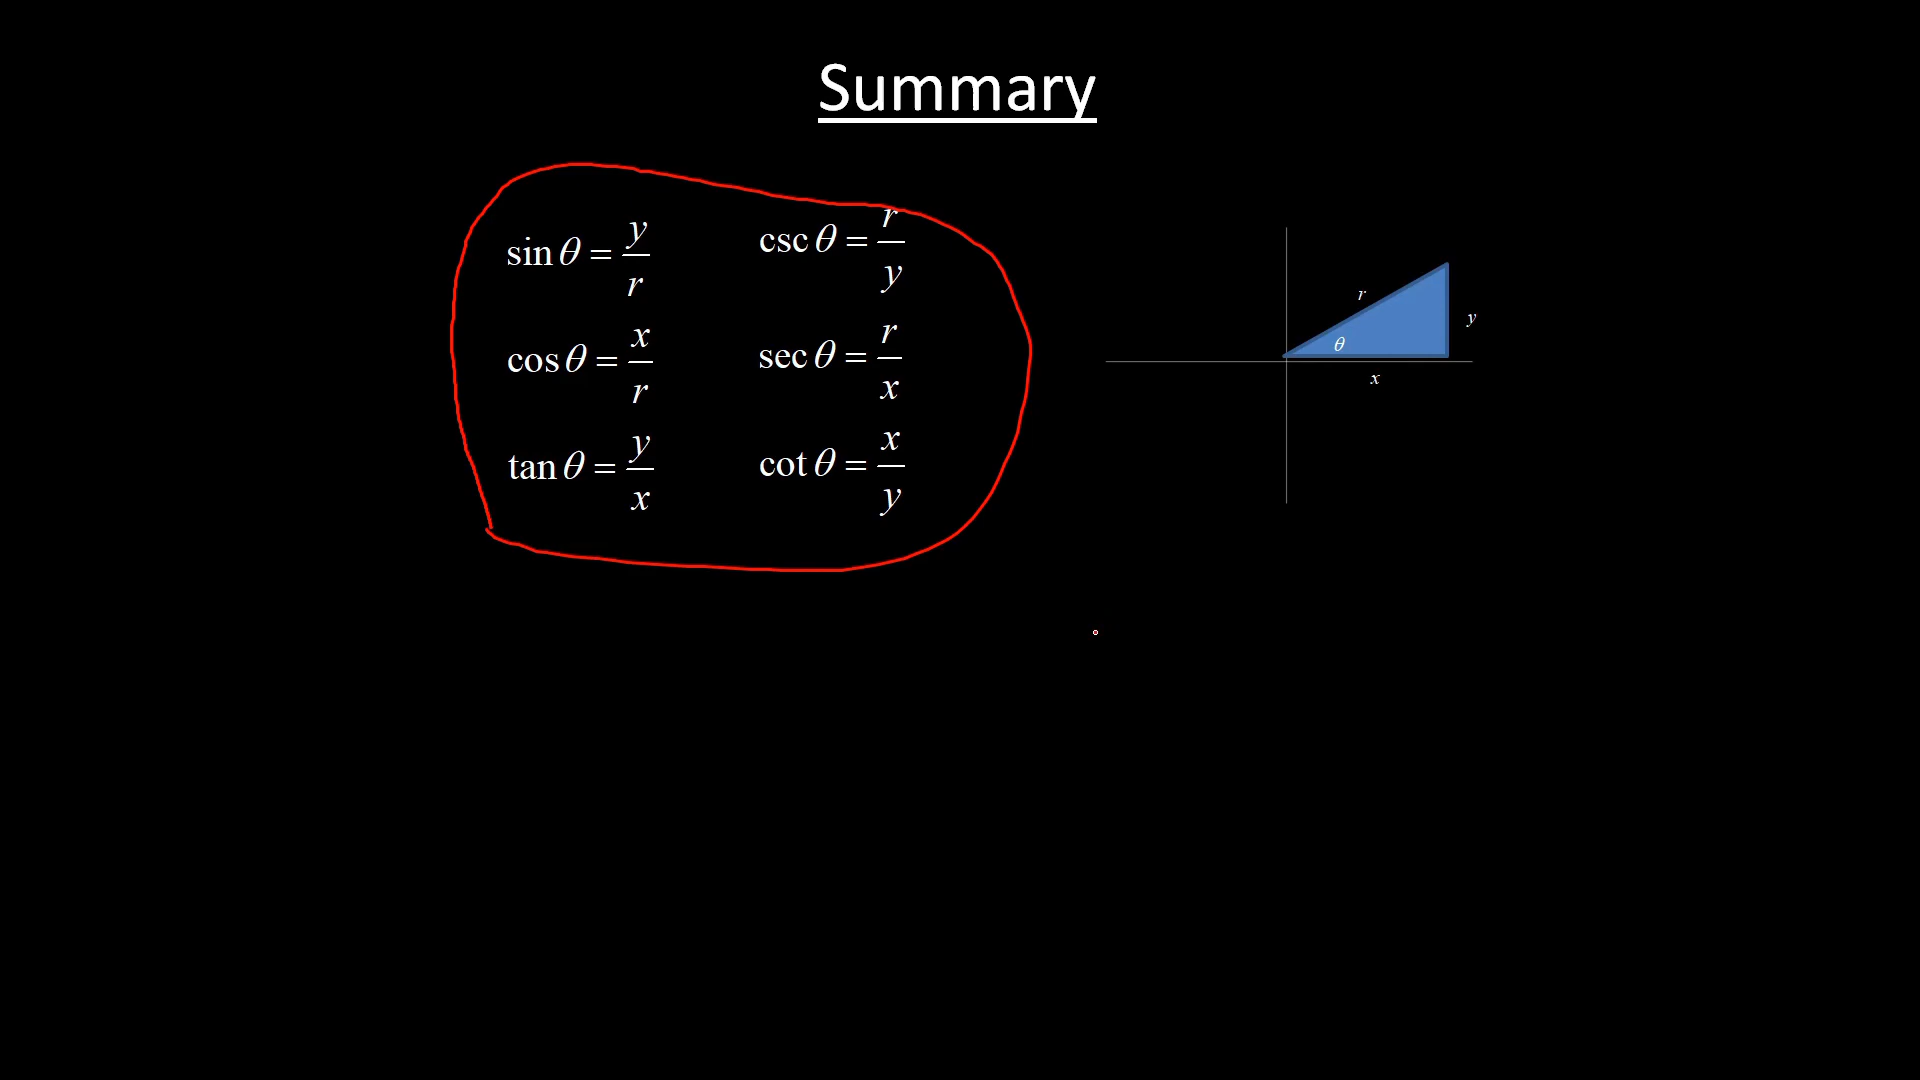 Summary
sin θ = y/r
csc θ = r/y
cos θ = x/r
sec θ = r/x
tan θ = y/x
cot θ = x/y
r
y
θ
x